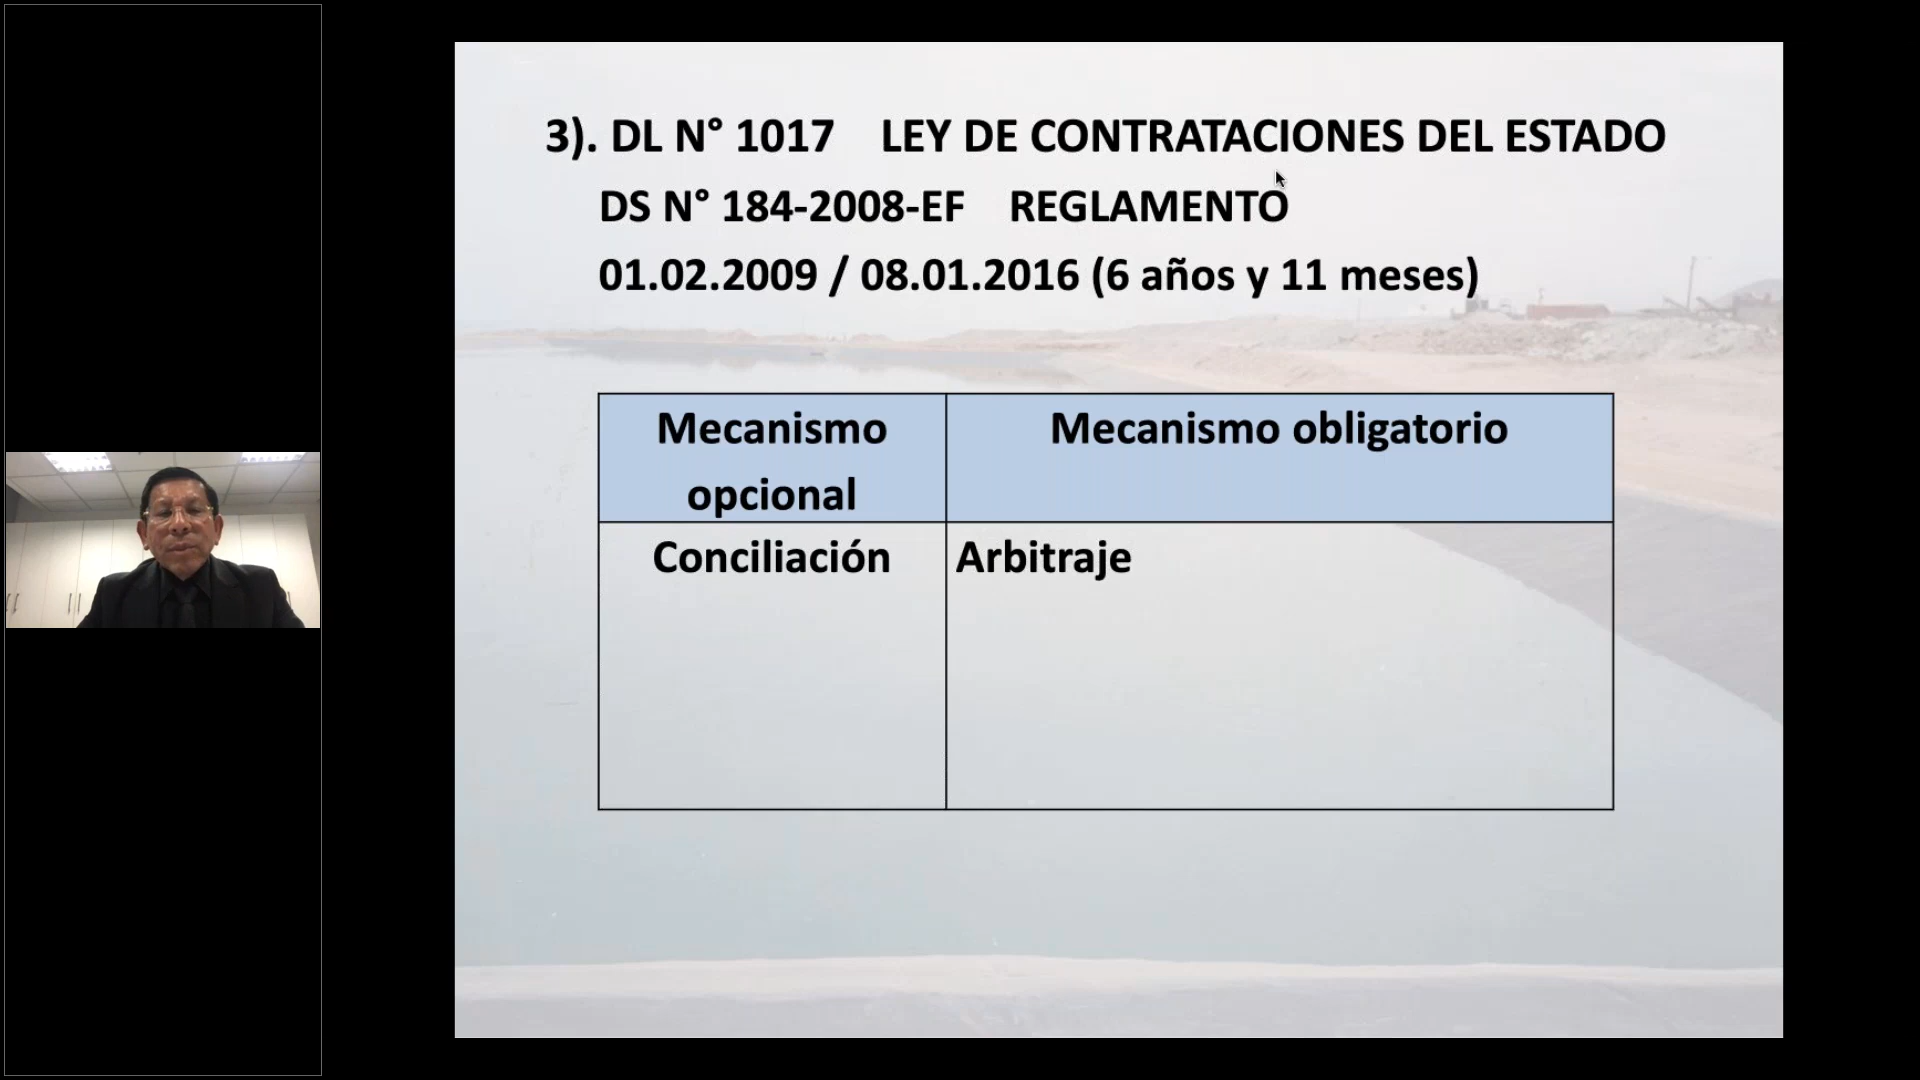 3). DL N° 1017 LEY DE CONTRATACIONES DEL ESTADO
DS N° 184-2008-EF REGLAMENTO
01.02.2009 / 08.01.2016 (6 años y 11 meses)
Mecanismo
opcional
Mecanismo obligatorio
Conciliación
Arbitraje